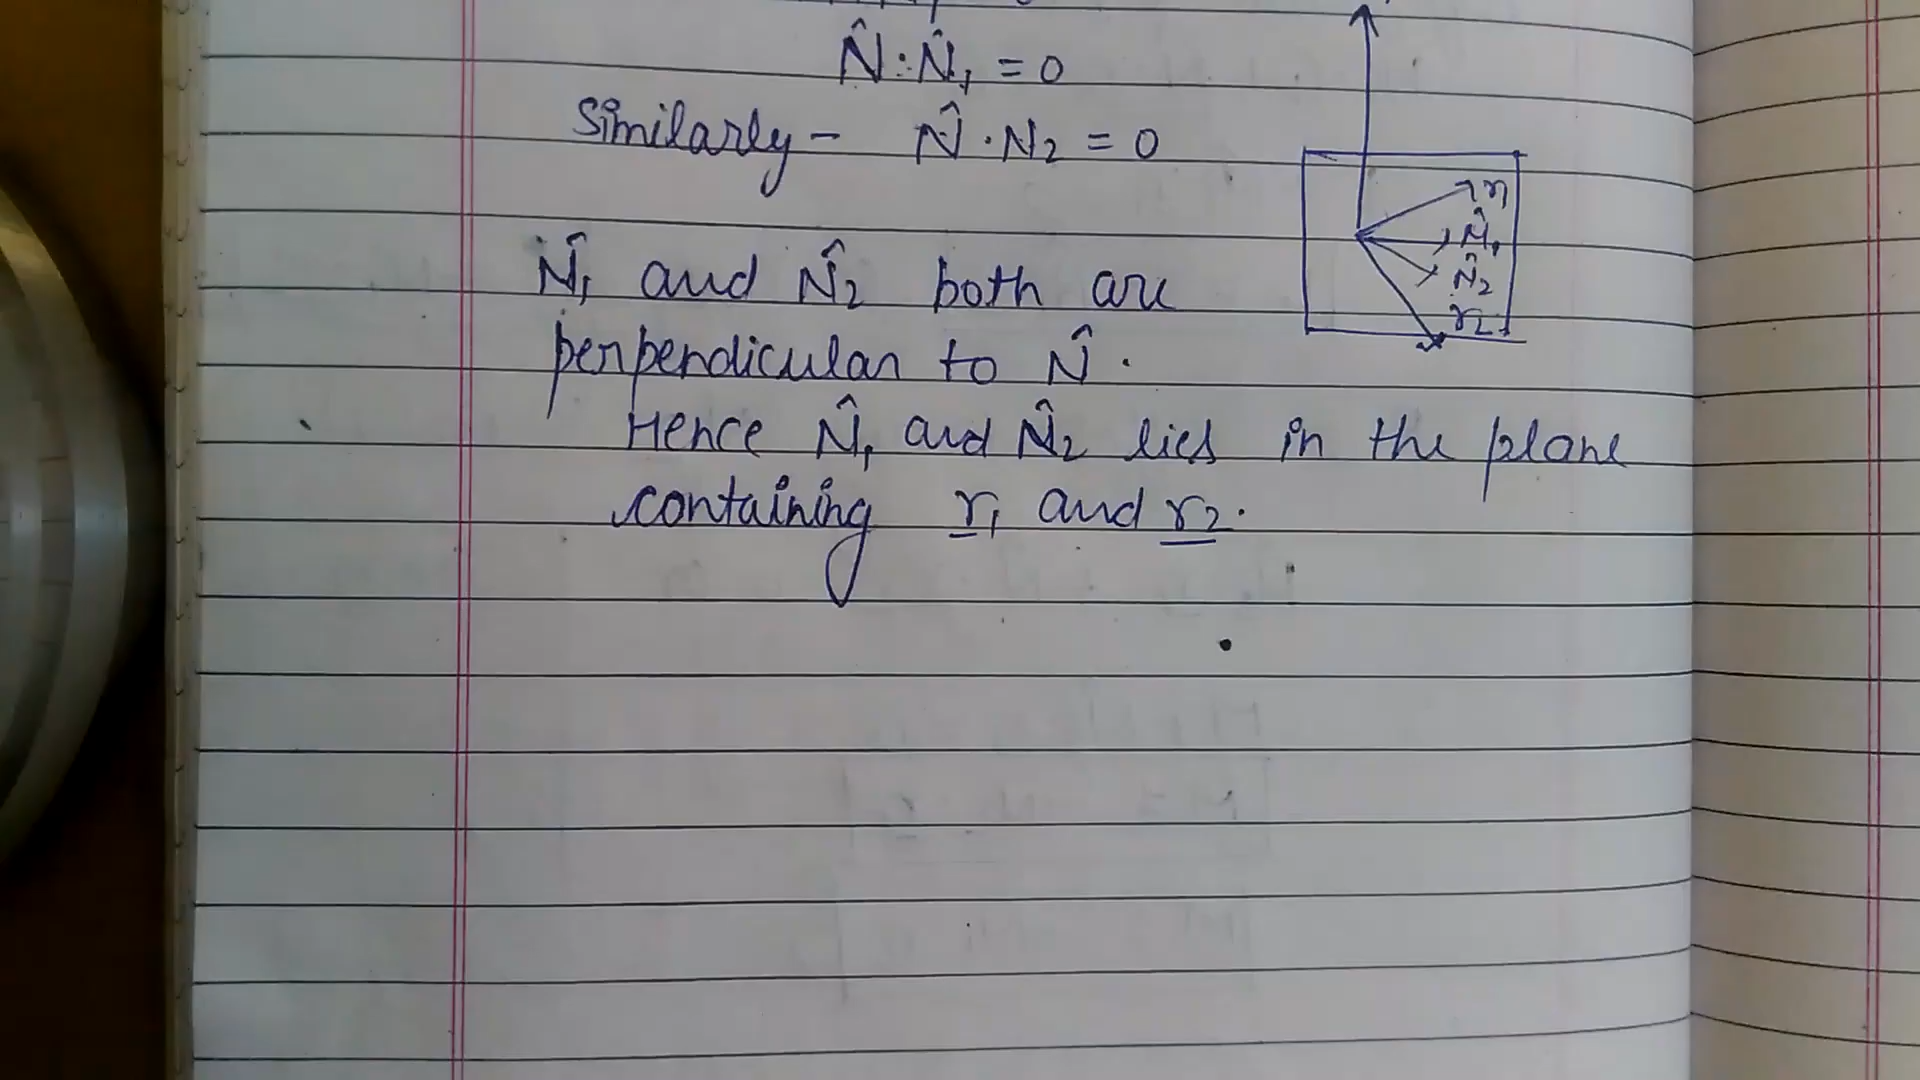 N̂·N̂₁ = 0
Similarly – N̂·N₂ = 0
N̂₁ and N̂₂ both are
perpendicular to N̂.
Hence N̂₁ and N̂₂ lies in the plane
containing r₁ and r₂.
r₁
N̂₁
N̂₂
r₂